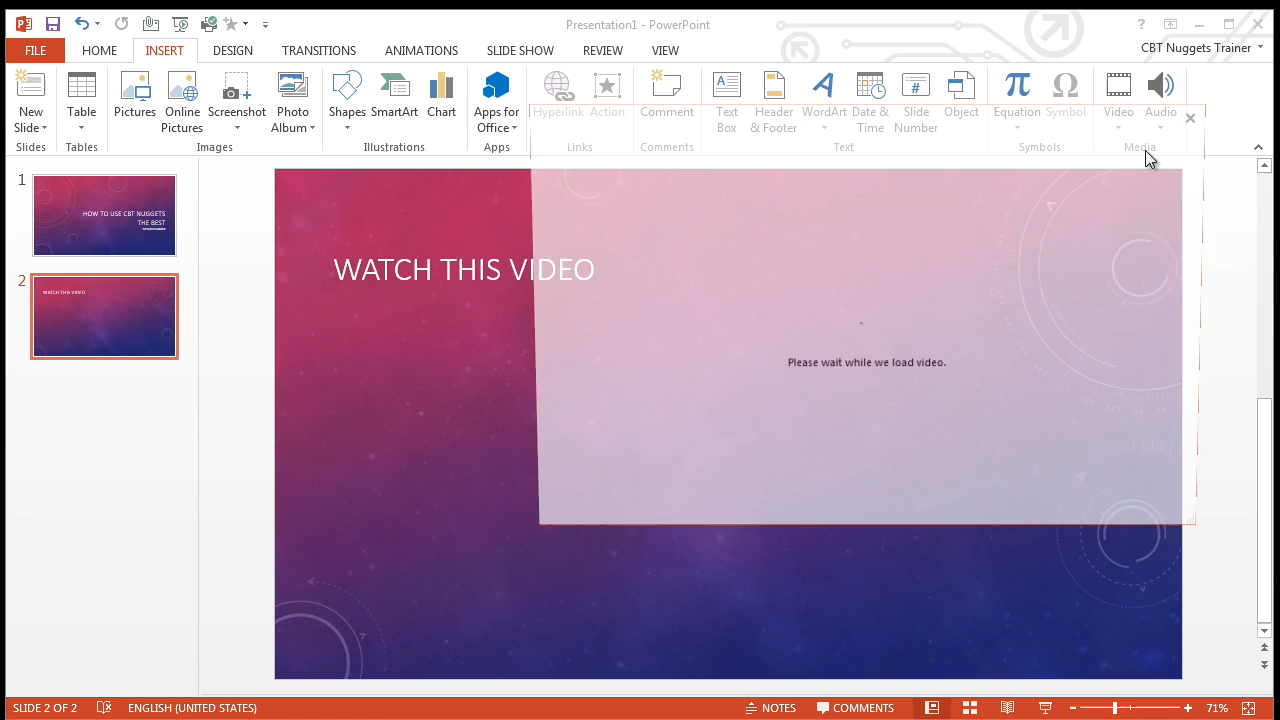 Presentation1 - PowerPoint
?
FILE HOME INSERT DESIGN TRANSITIONS ANIMATIONS SLIDE SHOW REVIEW VIEW CBT Nuggets Trainer
New Slide Table Pictures Online Pictures Screenshot Photo Album Shapes SmartArt Chart Apps for Office Hyperlink Action Comment Text Box Header & Footer WordArt Date & Time Slide Number Object Equation Symbol Video Audio
Slides Tables Images Illustrations Apps Links Comments Text Symbols Media
1
HOW TO USE CBT NUGGETS
THE BEST
2
WATCH THIS VIDEO
WATCH THIS VIDEO
Please wait while we load video.
SLIDE 2 OF 2 ENGLISH (UNITED STATES) NOTES COMMENTS 71%